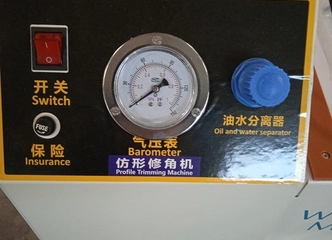 开关
Switch
FUSE
保险
Insurance
气压表
Barometer
仿形修角机
Profile Trimming Machine
油水分离器
Oil and water separator